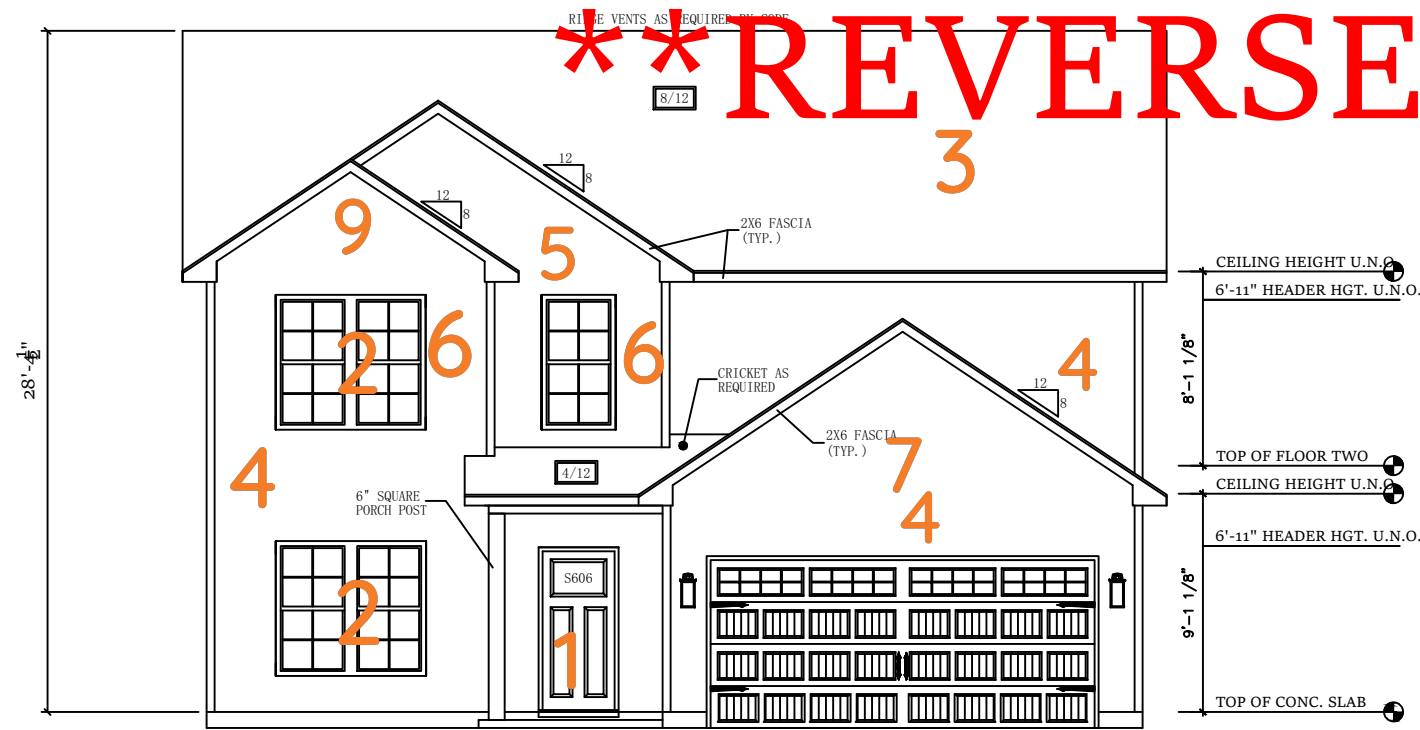 RIDGE VENTS AS REQUIRED BY CODE
**REVERSE
8/12
3
12
8
12
8
9
5
2X6 FASCIA
(TYP.)
CEILING HEIGHT U.N.O.
6'-11" HEADER HGT. U.N.O.
2
6
6
4
28'-
8'-1 1/8"
CRICKET AS
REQUIRED
12
8
2X6 FASCIA
(TYP.)
7
4
4
4/12
TOP OF FLOOR TWO
CEILING HEIGHT U.N.O.
6" SQUARE
PORCH POST
6'-11" HEADER HGT. U.N.O.
S606
2
1
9'-1 1/8"
TOP OF CONC. SLAB